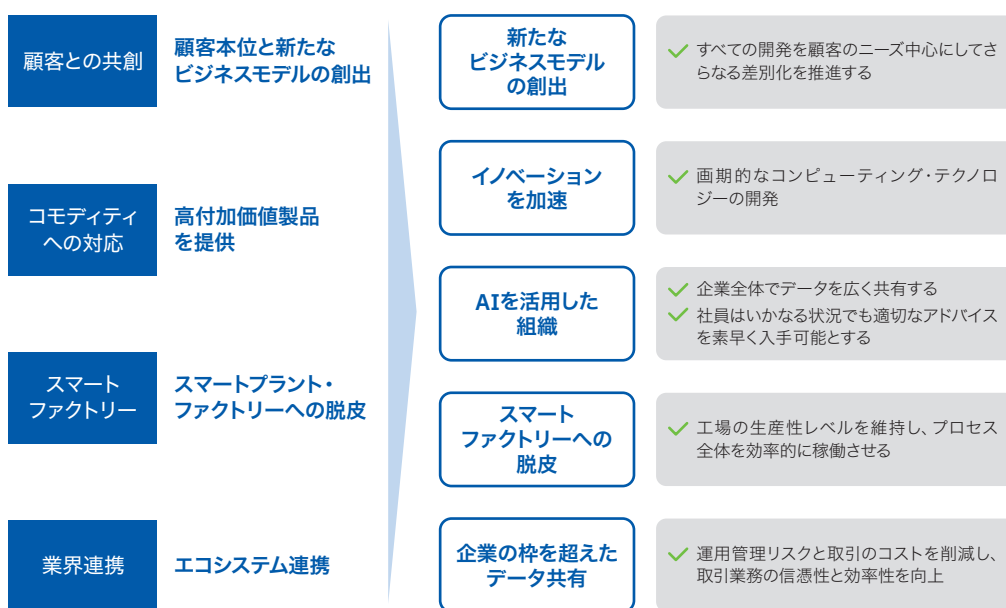 顧客との共創
顧客本位と新たな
ビジネスモデルの創出
コモディティ
への対応
高付加価値製品
を提供
スマート
ファクトリー
スマートプラント・
ファクトリーへの脱皮
業界連携
エコシステム連携
新たな
ビジネスモデル
の創出
すべての開発を顧客のニーズ中心にしてさ
らなる差別化を推進する
イノベーション
を加速
画期的なコンピューティング・テクノロ
ジーの開発
AIを活用した
組織
企業全体でデータを広く共有する
社員はいかなる状況でも適切なアドバイス
を素早く入手可能とする
スマート
ファクトリーへの
脱皮
工場の生産性レベルを維持し、プロセス
全体を効率的に稼働させる
企業の枠を超えた
データ共有
運用管理リスクと取引のコストを削減し、
取引業務の信憑性と効率性を向上